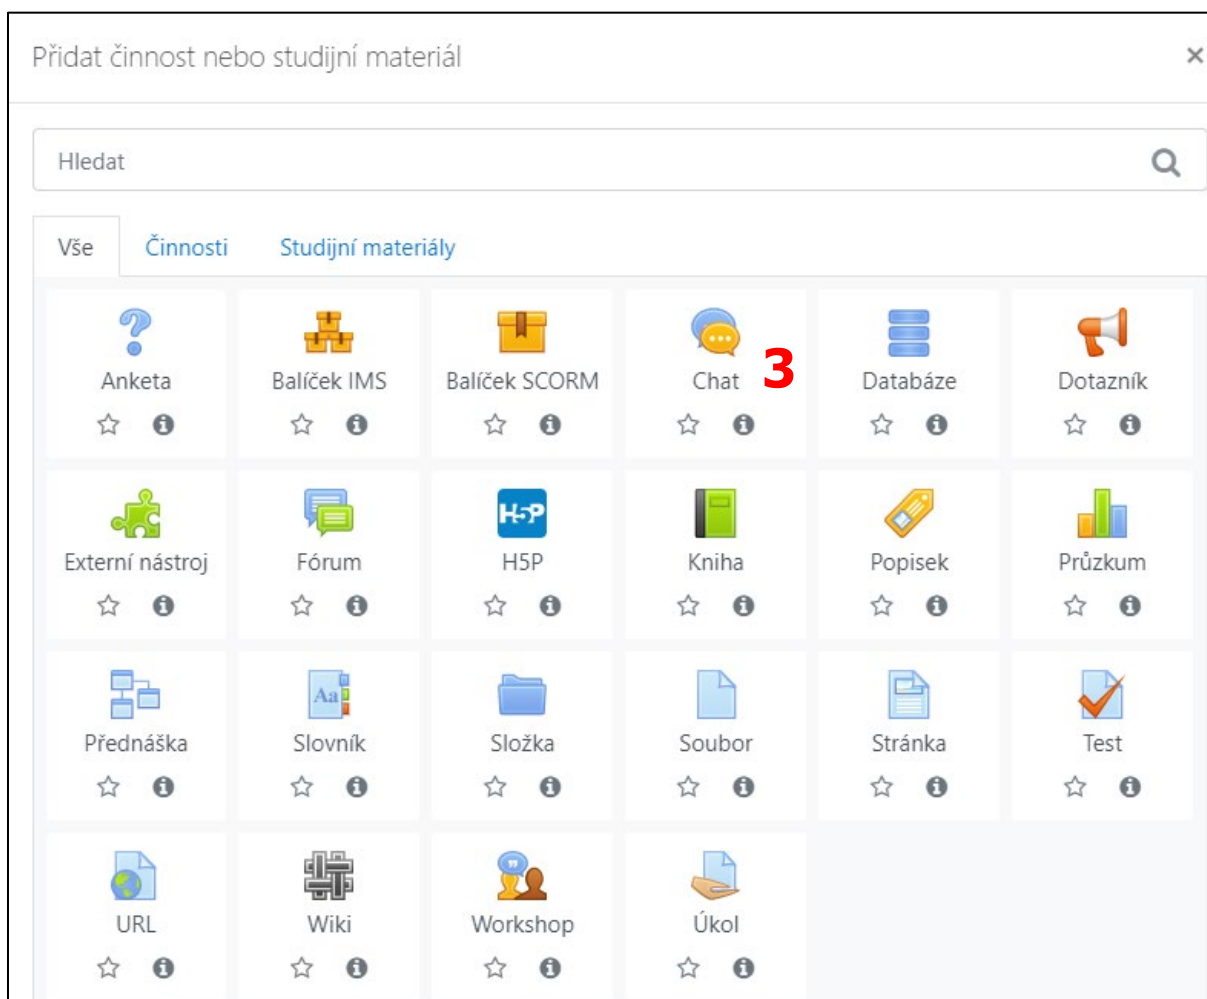 Přidat činnost nebo studijní materiál ×
Hledat
Vše Činnosti Studijní materiály
Anketa Balíček IMS Balíček SCORM Chat 3 Databáze Dotazník
H5P
Externí nástroj Fórum H5P Kniha Popisek Průzkum
Aa
Přednáška Slovník Složka Soubor Stránka Test
URL Wiki Workshop Úkol